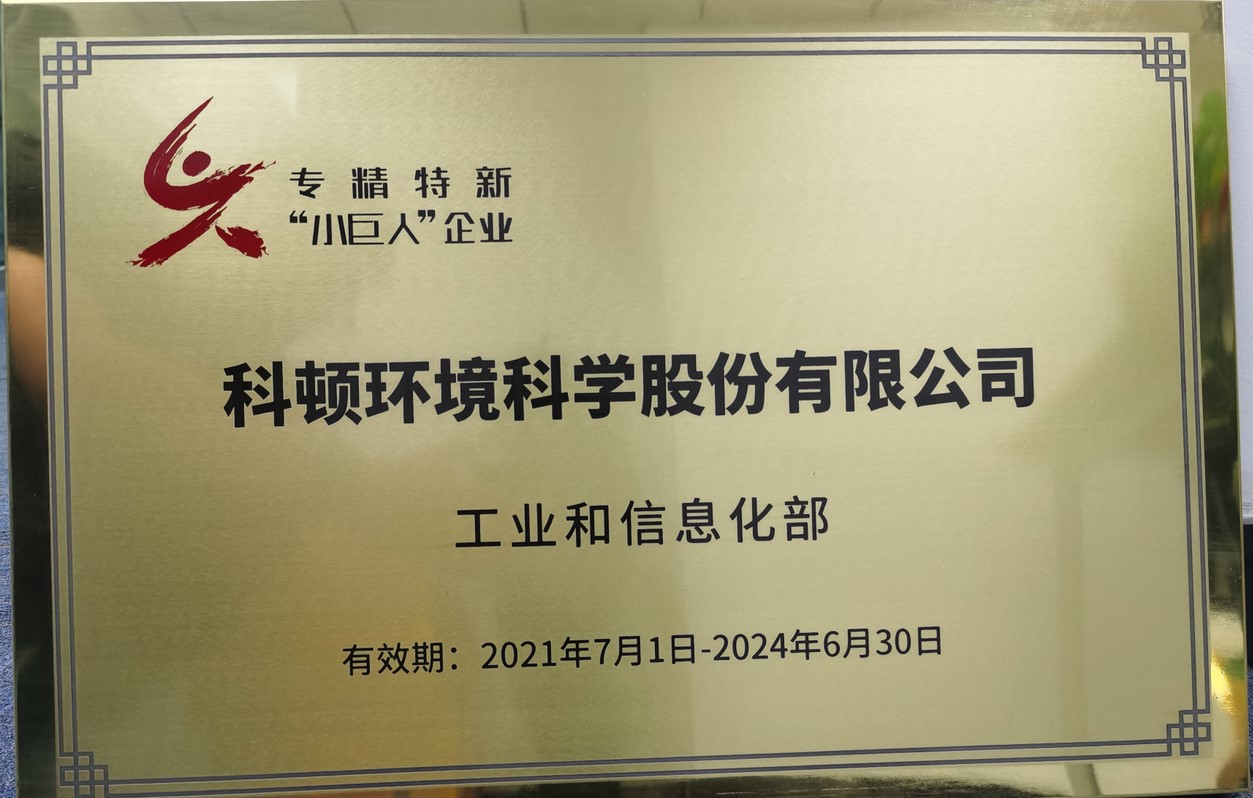 专精特新
“小巨人”企业
科顿环境科学股份有限公司
工业和信息化部
有效期：2021年7月1日-2024年6月30日